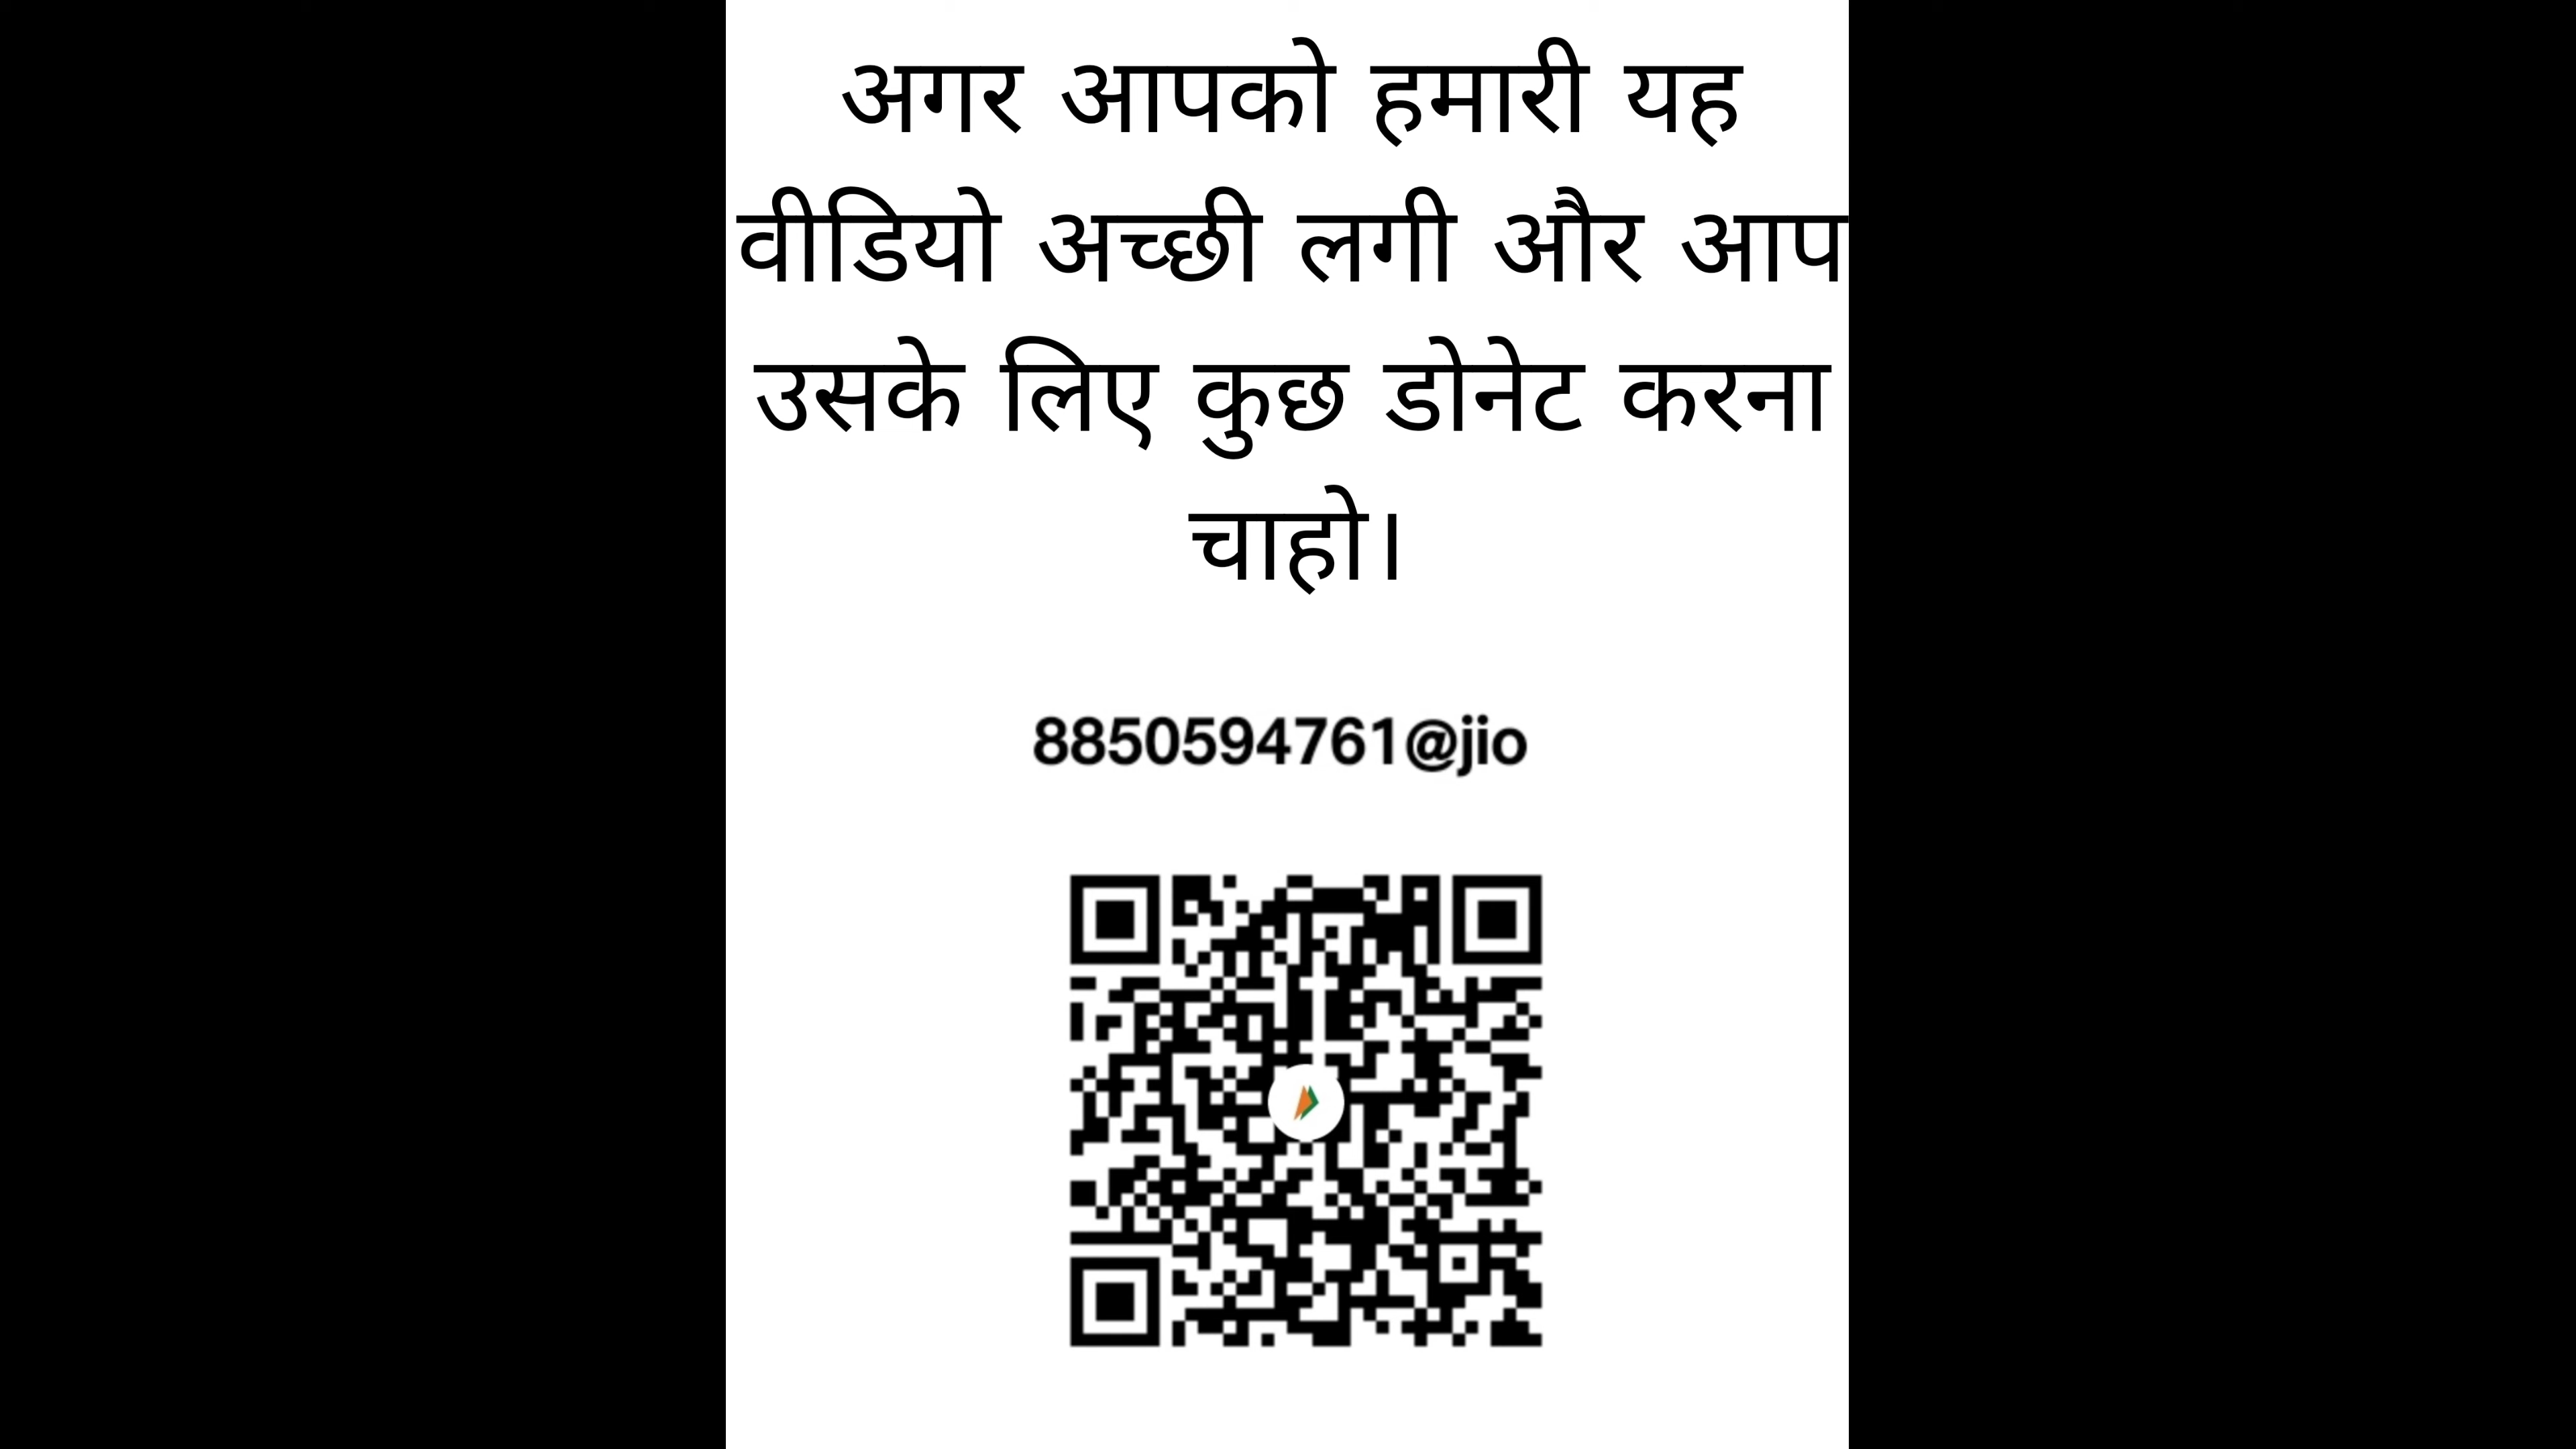 अगर आपको हमारी यह
वीडियो अच्छी लगी और आप
उसके लिए कुछ डोनेट करना
चाहो।
8850594761@jio